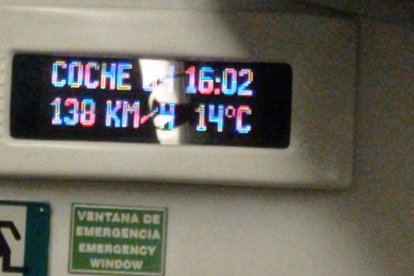 COCHE 16:02
138 KM/H 14°C
VENTANA DE
EMERGENCIA
EMERGENCY
WINDOW